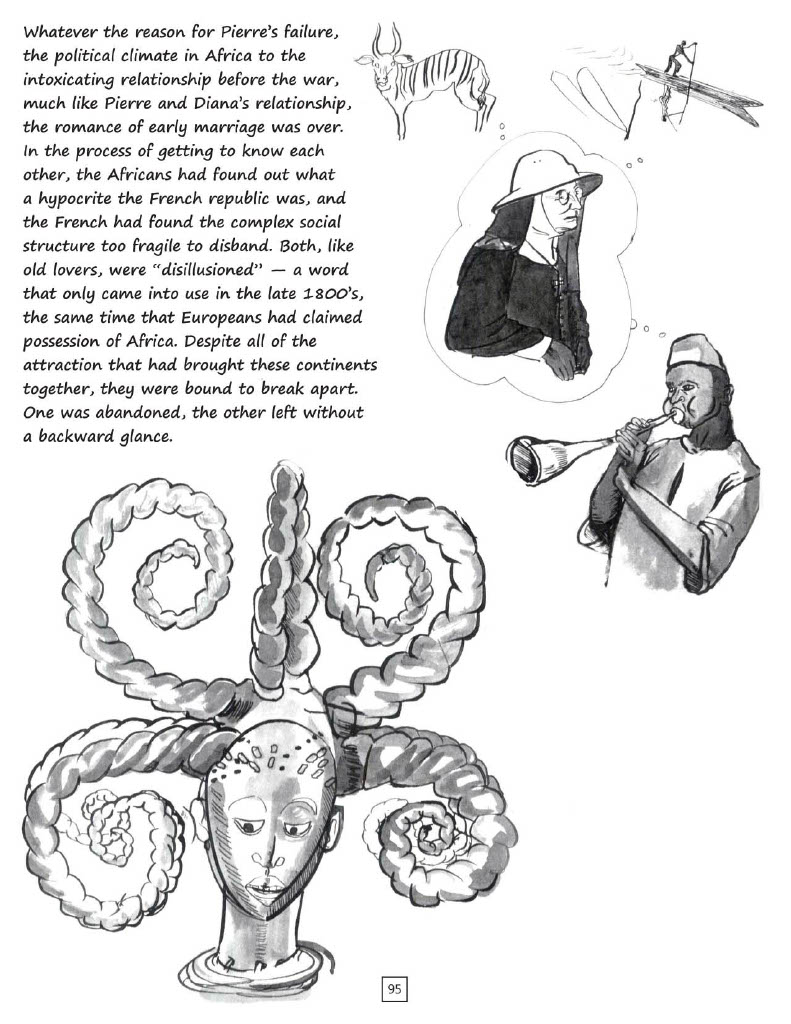 Whatever the reason for Pierre's failure,
the political climate in Africa to the
intoxicating relationship before the war,
much like Pierre and Diana's relationship,
the romance of early marriage was over.
In the process of getting to know each
other, the Africans had found out what
a hypocrite the French republic was, and
the French had found the complex social
structure too fragile to disband. Both, like
old lovers, were “disillusioned” — a word
that only came into use in the late 1800's,
the same time that Europeans had claimed
possession of Africa. Despite all of the
attraction that had brought these continents
together, they were bound to break apart.
One was abandoned, the other left without
a backward glance.
95